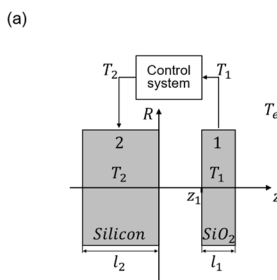 (a)
Control
system
T₂ T₁
Tₑ
R
2 1
T₂ T₁
z₁ z
Silicon SiO₂
l₂ l₁